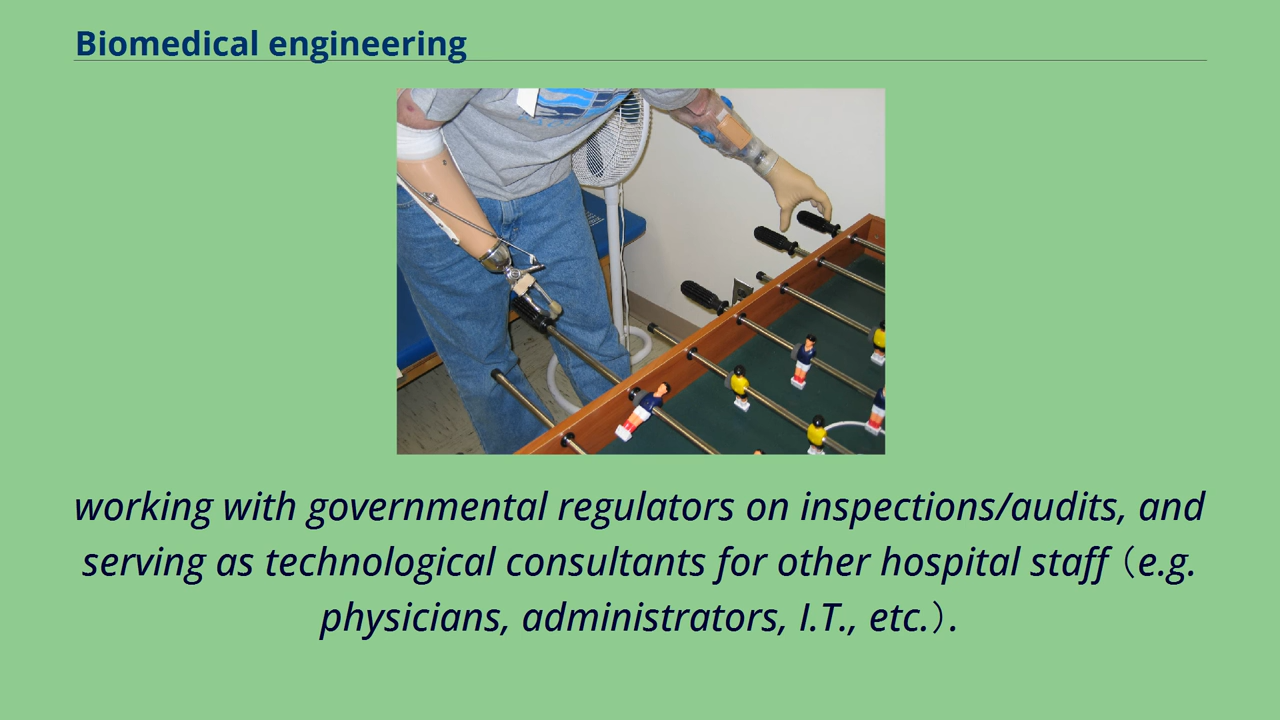 Biomedical engineering
working with governmental regulators on inspections/audits, and
serving as technological consultants for other hospital staff（e.g.
physicians, administrators, I.T., etc.）.